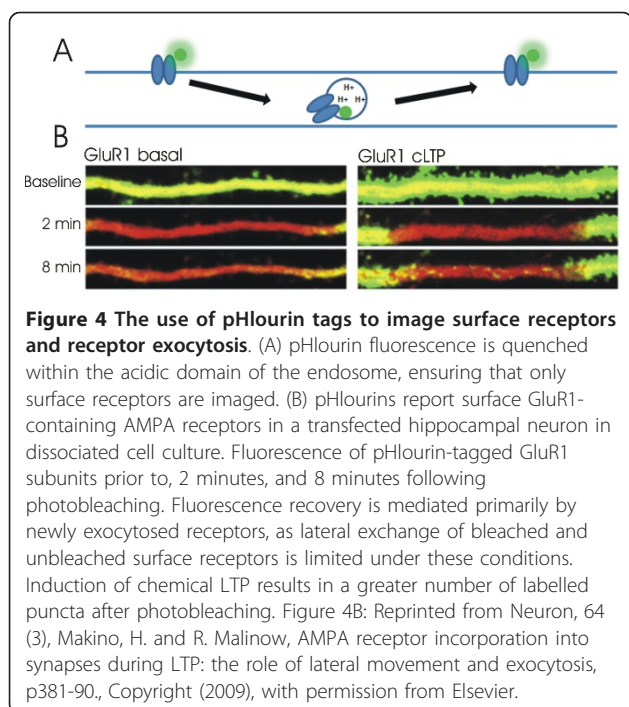 A
H+
H+ H+
B
GluR1 basal
GluR1 cLTP
Baseline
2 min
8 min
Figure 4 The use of pHlourin tags to image surface receptors
and receptor exocytosis. (A) pHlourin fluorescence is quenched
within the acidic domain of the endosome, ensuring that only
surface receptors are imaged. (B) pHlourins report surface GluR1-
containing AMPA receptors in a transfected hippocampal neuron in
dissociated cell culture. Fluorescence of pHlourin-tagged GluR1
subunits prior to, 2 minutes, and 8 minutes following
photobleaching. Fluorescence recovery is mediated primarily by
newly exocytosed receptors, as lateral exchange of bleached and
unbleached surface receptors is limited under these conditions.
Induction of chemical LTP results in a greater number of labelled
puncta after photobleaching. Figure 4B: Reprinted from Neuron, 64
(3), Makino, H. and R. Malinow, AMPA receptor incorporation into
synapses during LTP: the role of lateral movement and exocytosis,
p381-90., Copyright (2009), with permission from Elsevier.